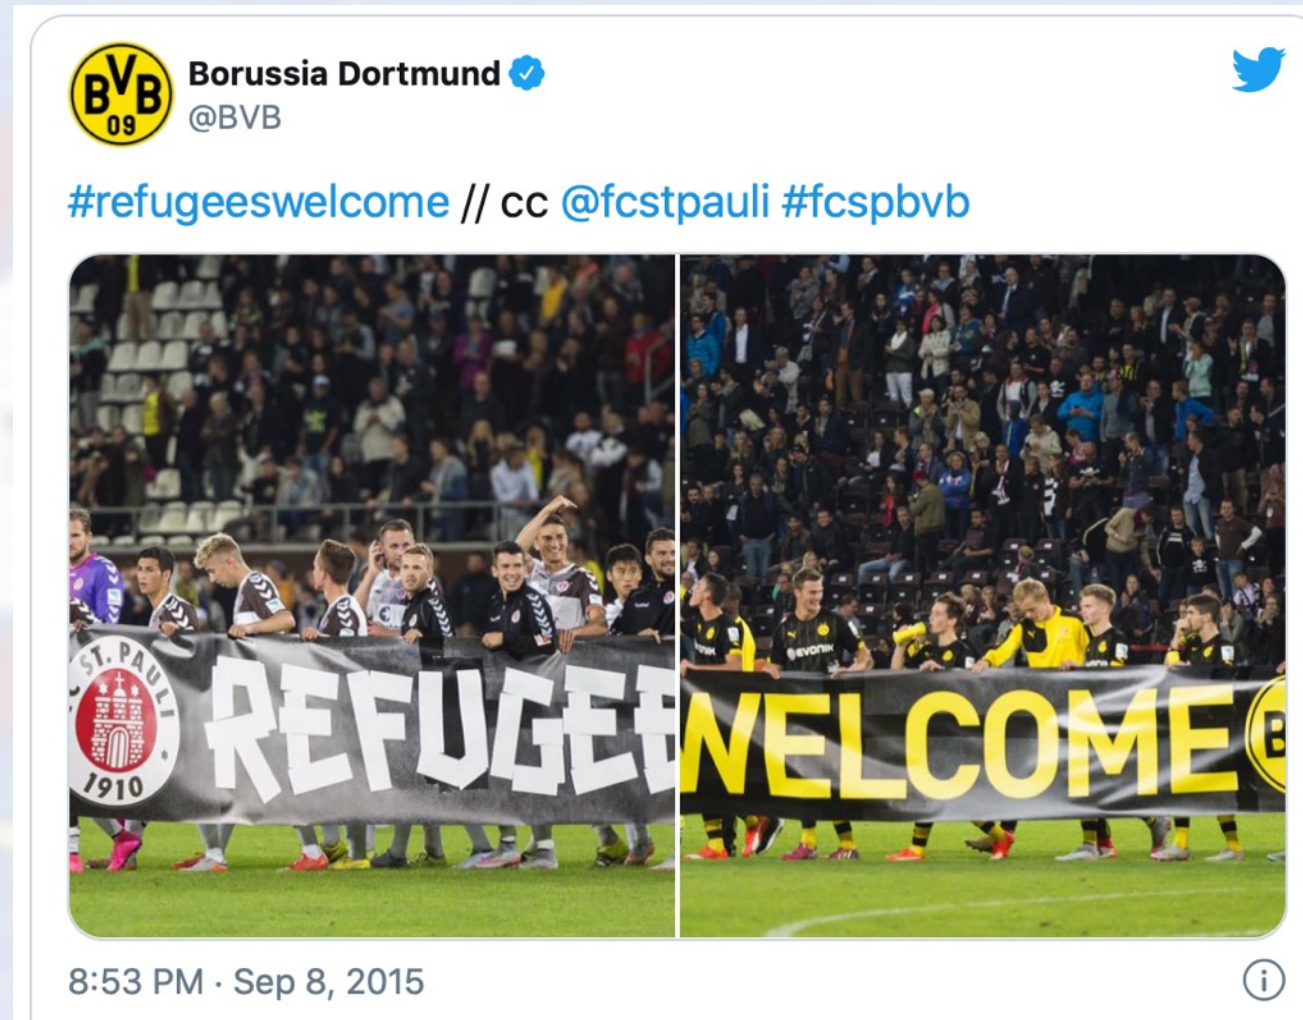 BVB
09
Borussia Dortmund
@BVB
#refugeeswelcome // cc @fcstpauli #fcspbvb
ST. PAULI
1910
REFUGEE
WELCOME
B
EVONIK
8:53 PM · Sep 8, 2015